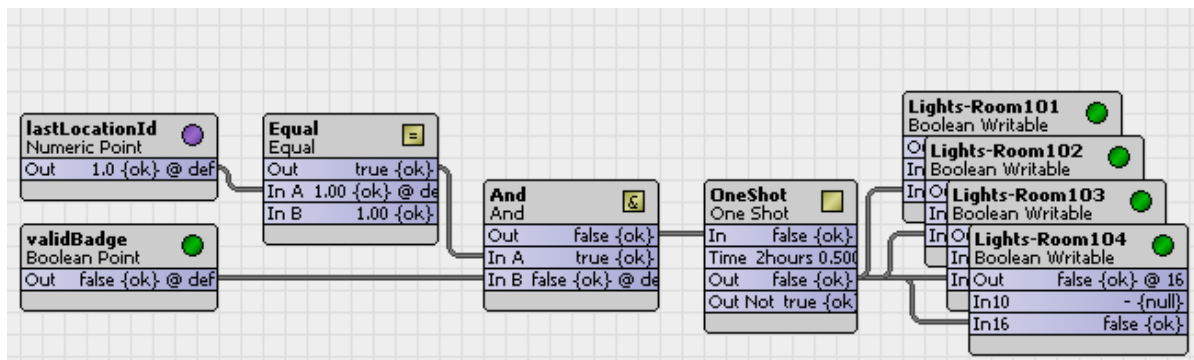 lastLocationId
Numeric Point
Out 1.0 {ok} @ def
validBadge
Boolean Point
Out false {ok} @ def
Equal
Equal
Out true {ok}
In A 1.00 {ok} @ de
In B 1.00 {ok}
And
And
Out false {ok}
In A true {ok}
In B false {ok} @ de
OneShot
One Shot
In false {ok}
Time 2hours 0.500
Out false {ok}
Out Not true {ok
Lights-Room101
Boolean Writable
In
Lights-Room102
Boolean Writable
In
Lights-Room103
Boolean Writable
In
Lights-Room104
Boolean Writable
Out false {ok} @ 16
In10 - {null}
In16 false {ok}